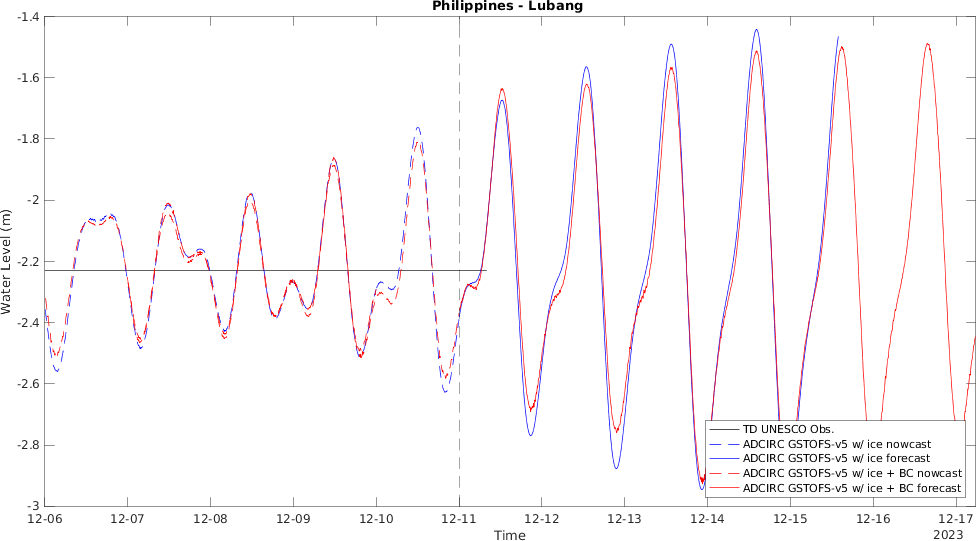 Philippines - Lubang
-1.4
-1.6
-1.8
-2
-2.2
-2.4
-2.6
-2.8
-3
Water Level (m)
TD UNESCO Obs.
ADCIRC GSTOFS-v5 w/ ice nowcast
ADCIRC GSTOFS-v5 w/ ice forecast
ADCIRC GSTOFS-v5 w/ ice + BC nowcast
ADCIRC GSTOFS-v5 w/ ice + BC forecast
12-06 12-07 12-08 12-09 12-10 12-11 12-12 12-13 12-14 12-15 12-16 12-17
Time
2023